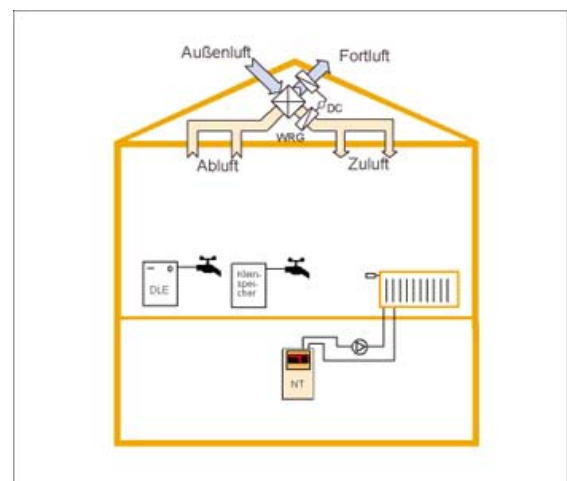 Außenluft
Fortluft
DC
WRG
Abluft
Zuluft
DLE
Klein-
spei-
cher
NT